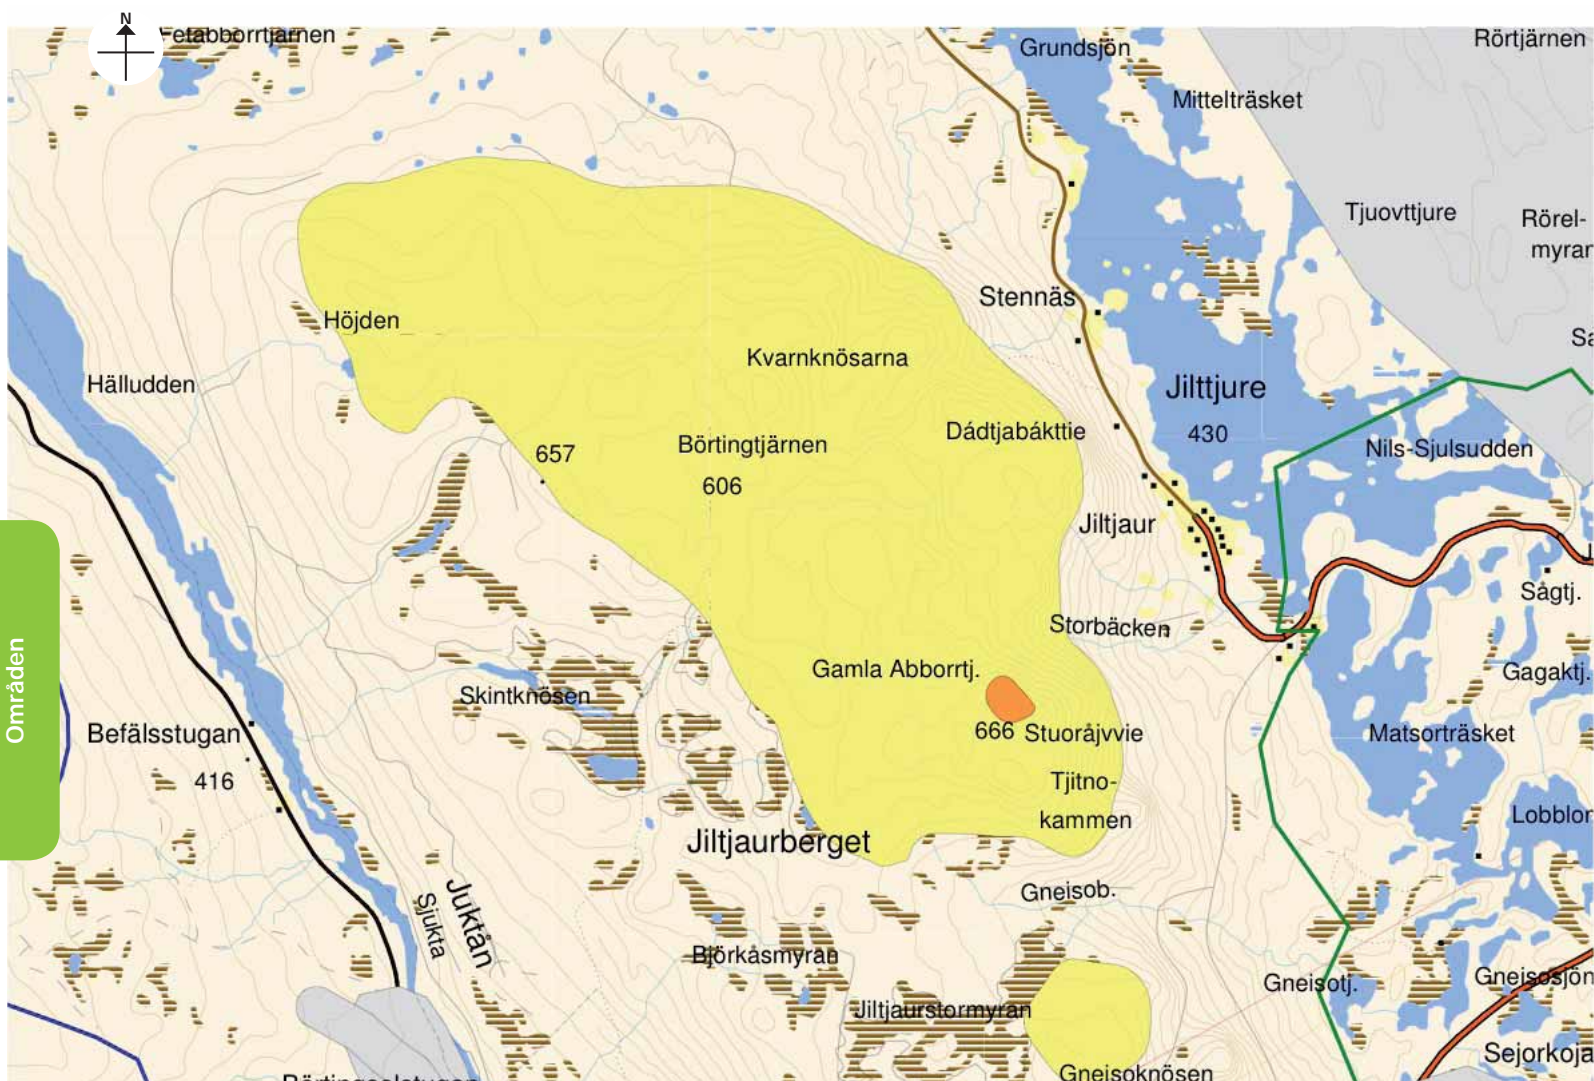 N
Grundsjön
Rörtjärnen
Mittelträsket
Tjuovttjure
Rörel-
myrar
Stennäs
Höjden
Kvarnknösarna
Hälludden
Jilttjure
430
Dádtjabákttie
Börtingtjärnen
606
657
Nils-Sjulsudden
Jiltjaur
Sågtj.
Storbäcken
Områden
Gamla Abborrtj.
Gagaktj.
Skintknösen
666
Stuoråjvvie
Befälsstugan
416
Matsorträsket
Tjitno-
kammen
Jiltjaurberget
Gneisob.
Juktån
Sjukta
Björkåsmyran
Gneisotj.
Gneisosjön
Jiltjaurstormyran
Sejorkoja
Gneisoknösen